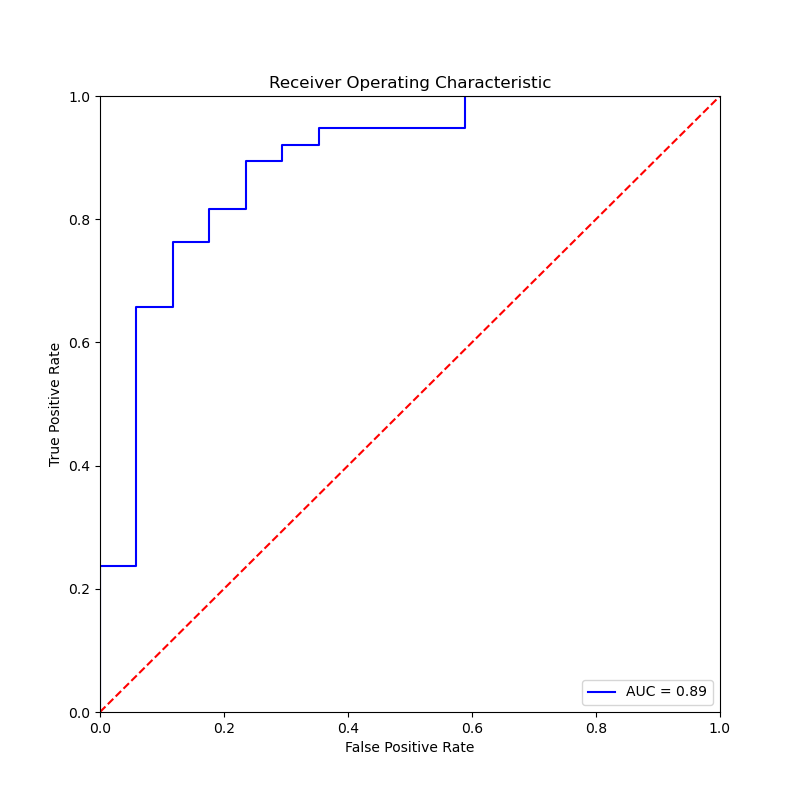 Receiver Operating Characteristic
1.0
0.8
0.6
0.4
0.2
0.0
True Positive Rate
AUC = 0.89
0.0 0.2 0.4 0.6 0.8 1.0
False Positive Rate